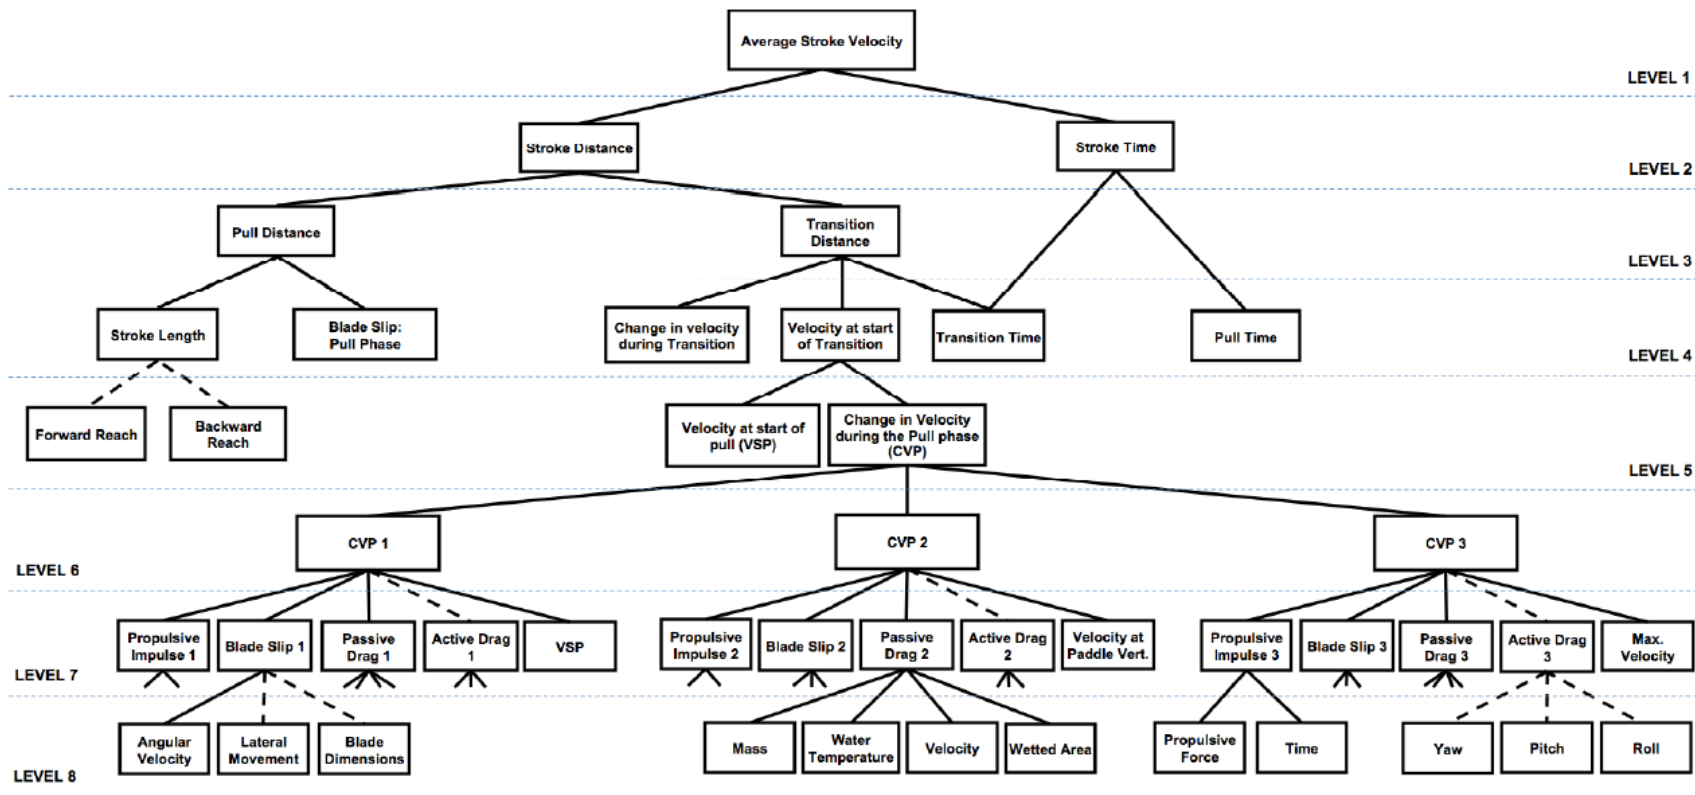 Average Stroke Velocity
LEVEL 1
Stroke Distance
Stroke Time
LEVEL 2
Pull Distance
Transition
Distance
LEVEL 3
Stroke Length
Blade Slip:
Pull Phase
Change in velocity
during Transition
Velocity at start
of Transition
Transition Time
Pull Time
LEVEL 4
Forward Reach
Backward
Reach
Velocity at start of
pull (VSP)
Change in Velocity
during the Pull phase
(CVP)
LEVEL 5
CVP 1
CVP 2
CVP 3
LEVEL 6
Propulsive
Impulse 1
Blade Slip 1
Passive
Drag 1
Active Drag
1
VSP
Propulsive
Impulse 2
Blade Slip 2
Passive
Drag 2
Active Drag
2
Velocity at
Paddle Vert.
Propulsive
Impulse 3
Blade Slip 3
Passive
Drag 3
Active Drag
3
Max.
Velocity
LEVEL 7
Angular
Velocity
Lateral
Movement
Blade
Dimensions
Mass
Water
Temperature
Velocity
Wetted Area
Propulsive
Force
Time
Yaw
Pitch
Roll
LEVEL 8